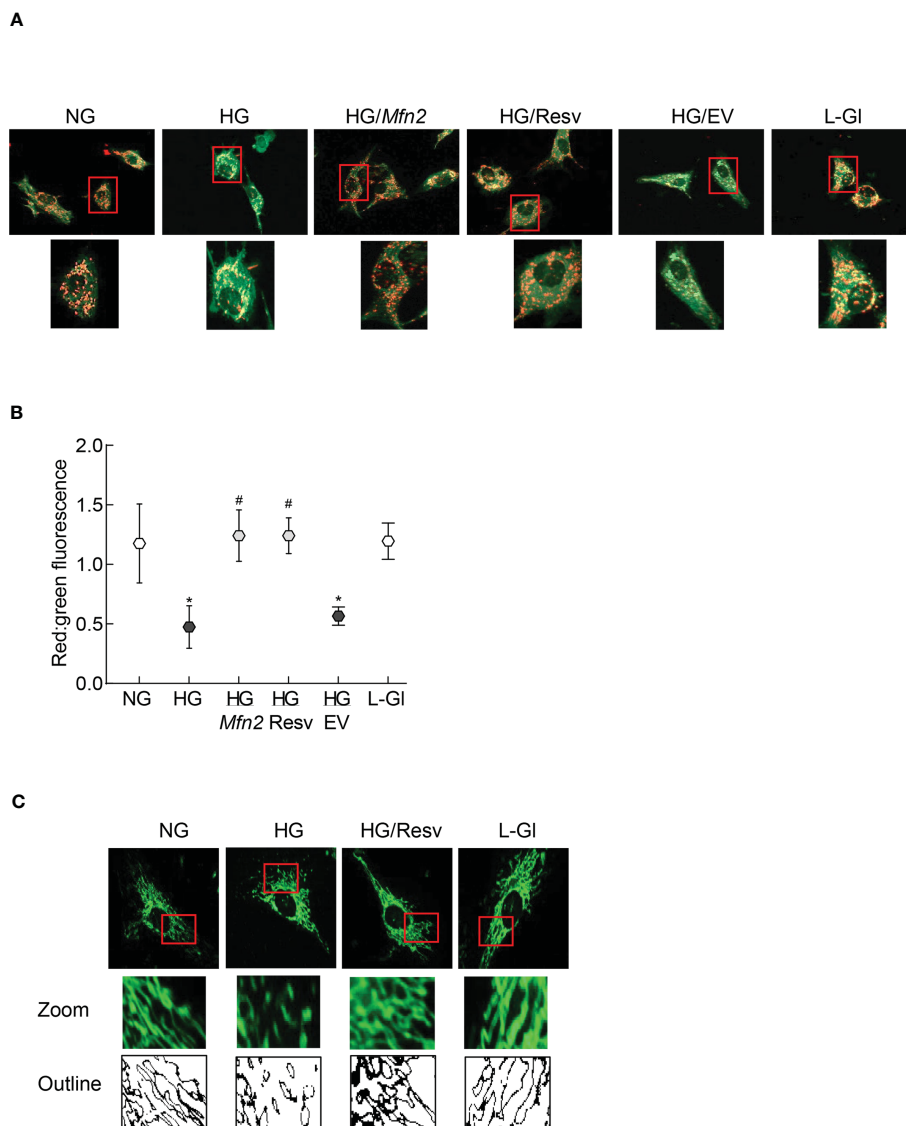 A
NG HG HG/Mfn2 HG/Resv HG/EV L-Gl
B
Red:green fluorescence
2.0
1.5
1.0
0.5
0.0
# #
* *
NG HG HG HG HG L-Gl
Mfn2 Resv EV
C
NG HG HG/Resv L-Gl
Zoom
Outline